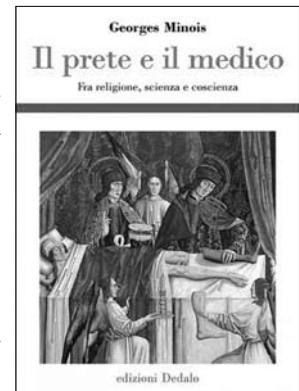 Georges Minois
Il prete e il medico
Fra religione, scienza e coscienza
edizioni Dedalo